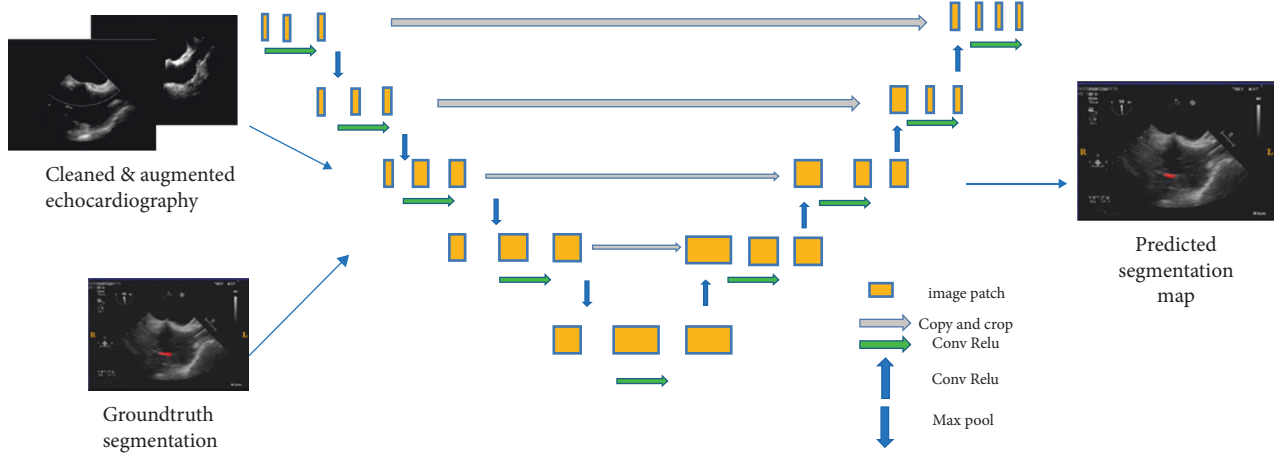 Cleaned & augmented
echocardiography
R
L
Groundtruth
segmentation
R
L
Predicted
segmentation
map
image patch
Copy and crop
Conv Relu
Conv Relu
Max pool